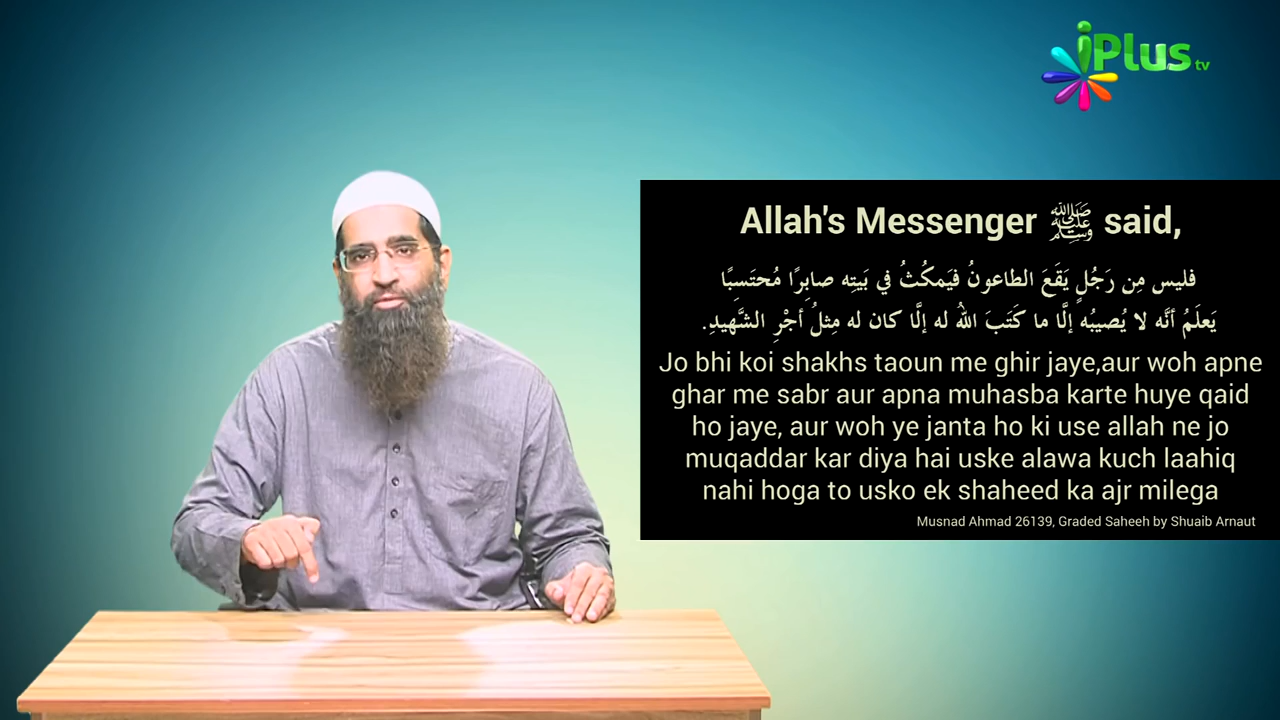 iPlus tv
Allah's Messenger ﷺ said,
فليس مِن رَجُلٍ يَقَعَ الطاعونُ فيَمكُثُ في بَيتِه صابِرًا مُحتَسِبًا
يَعلَمُ أنَّه لا يُصيبُه إلَّا ما كَتَبَ اللهُ له إلَّا كان له مِثلُ أجْرِ الشَّهيدِ.
Jo bhi koi shakhs taoun me ghir jaye,aur woh apne
ghar me sabr aur apna muhasba karte huye qaid
ho jaye, aur woh ye janta ho ki use allah ne jo
muqaddar kar diya hai uske alawa kuch laahiq
nahi hoga to usko ek shaheed ka ajr milega
Musnad Ahmad 26139, Graded Saheeh by Shuaib Arnaut